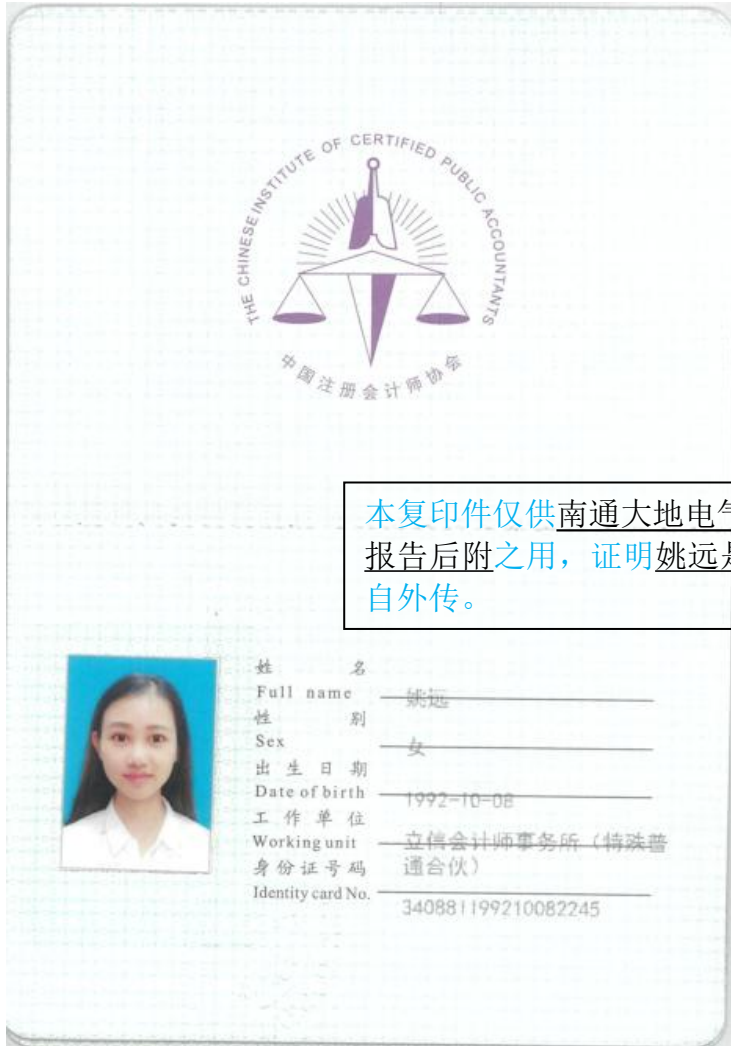 THE CHINESE INSTITUTE OF CERTIFIED PUBLIC ACCOUNTANTS
中国注册会计师协会
本复印件仅供南通大地电气
报告后附之用，证明姚远是
自外传。
姓 名
Full name 姚远
性 别
Sex 女
出 生 日 期
Date of birth 1992-10-08
工 作 单 位
Working unit 立信会计师事务所（特殊普
通合伙）
身 份 证 号 码
Identity card No. 340881199210082245